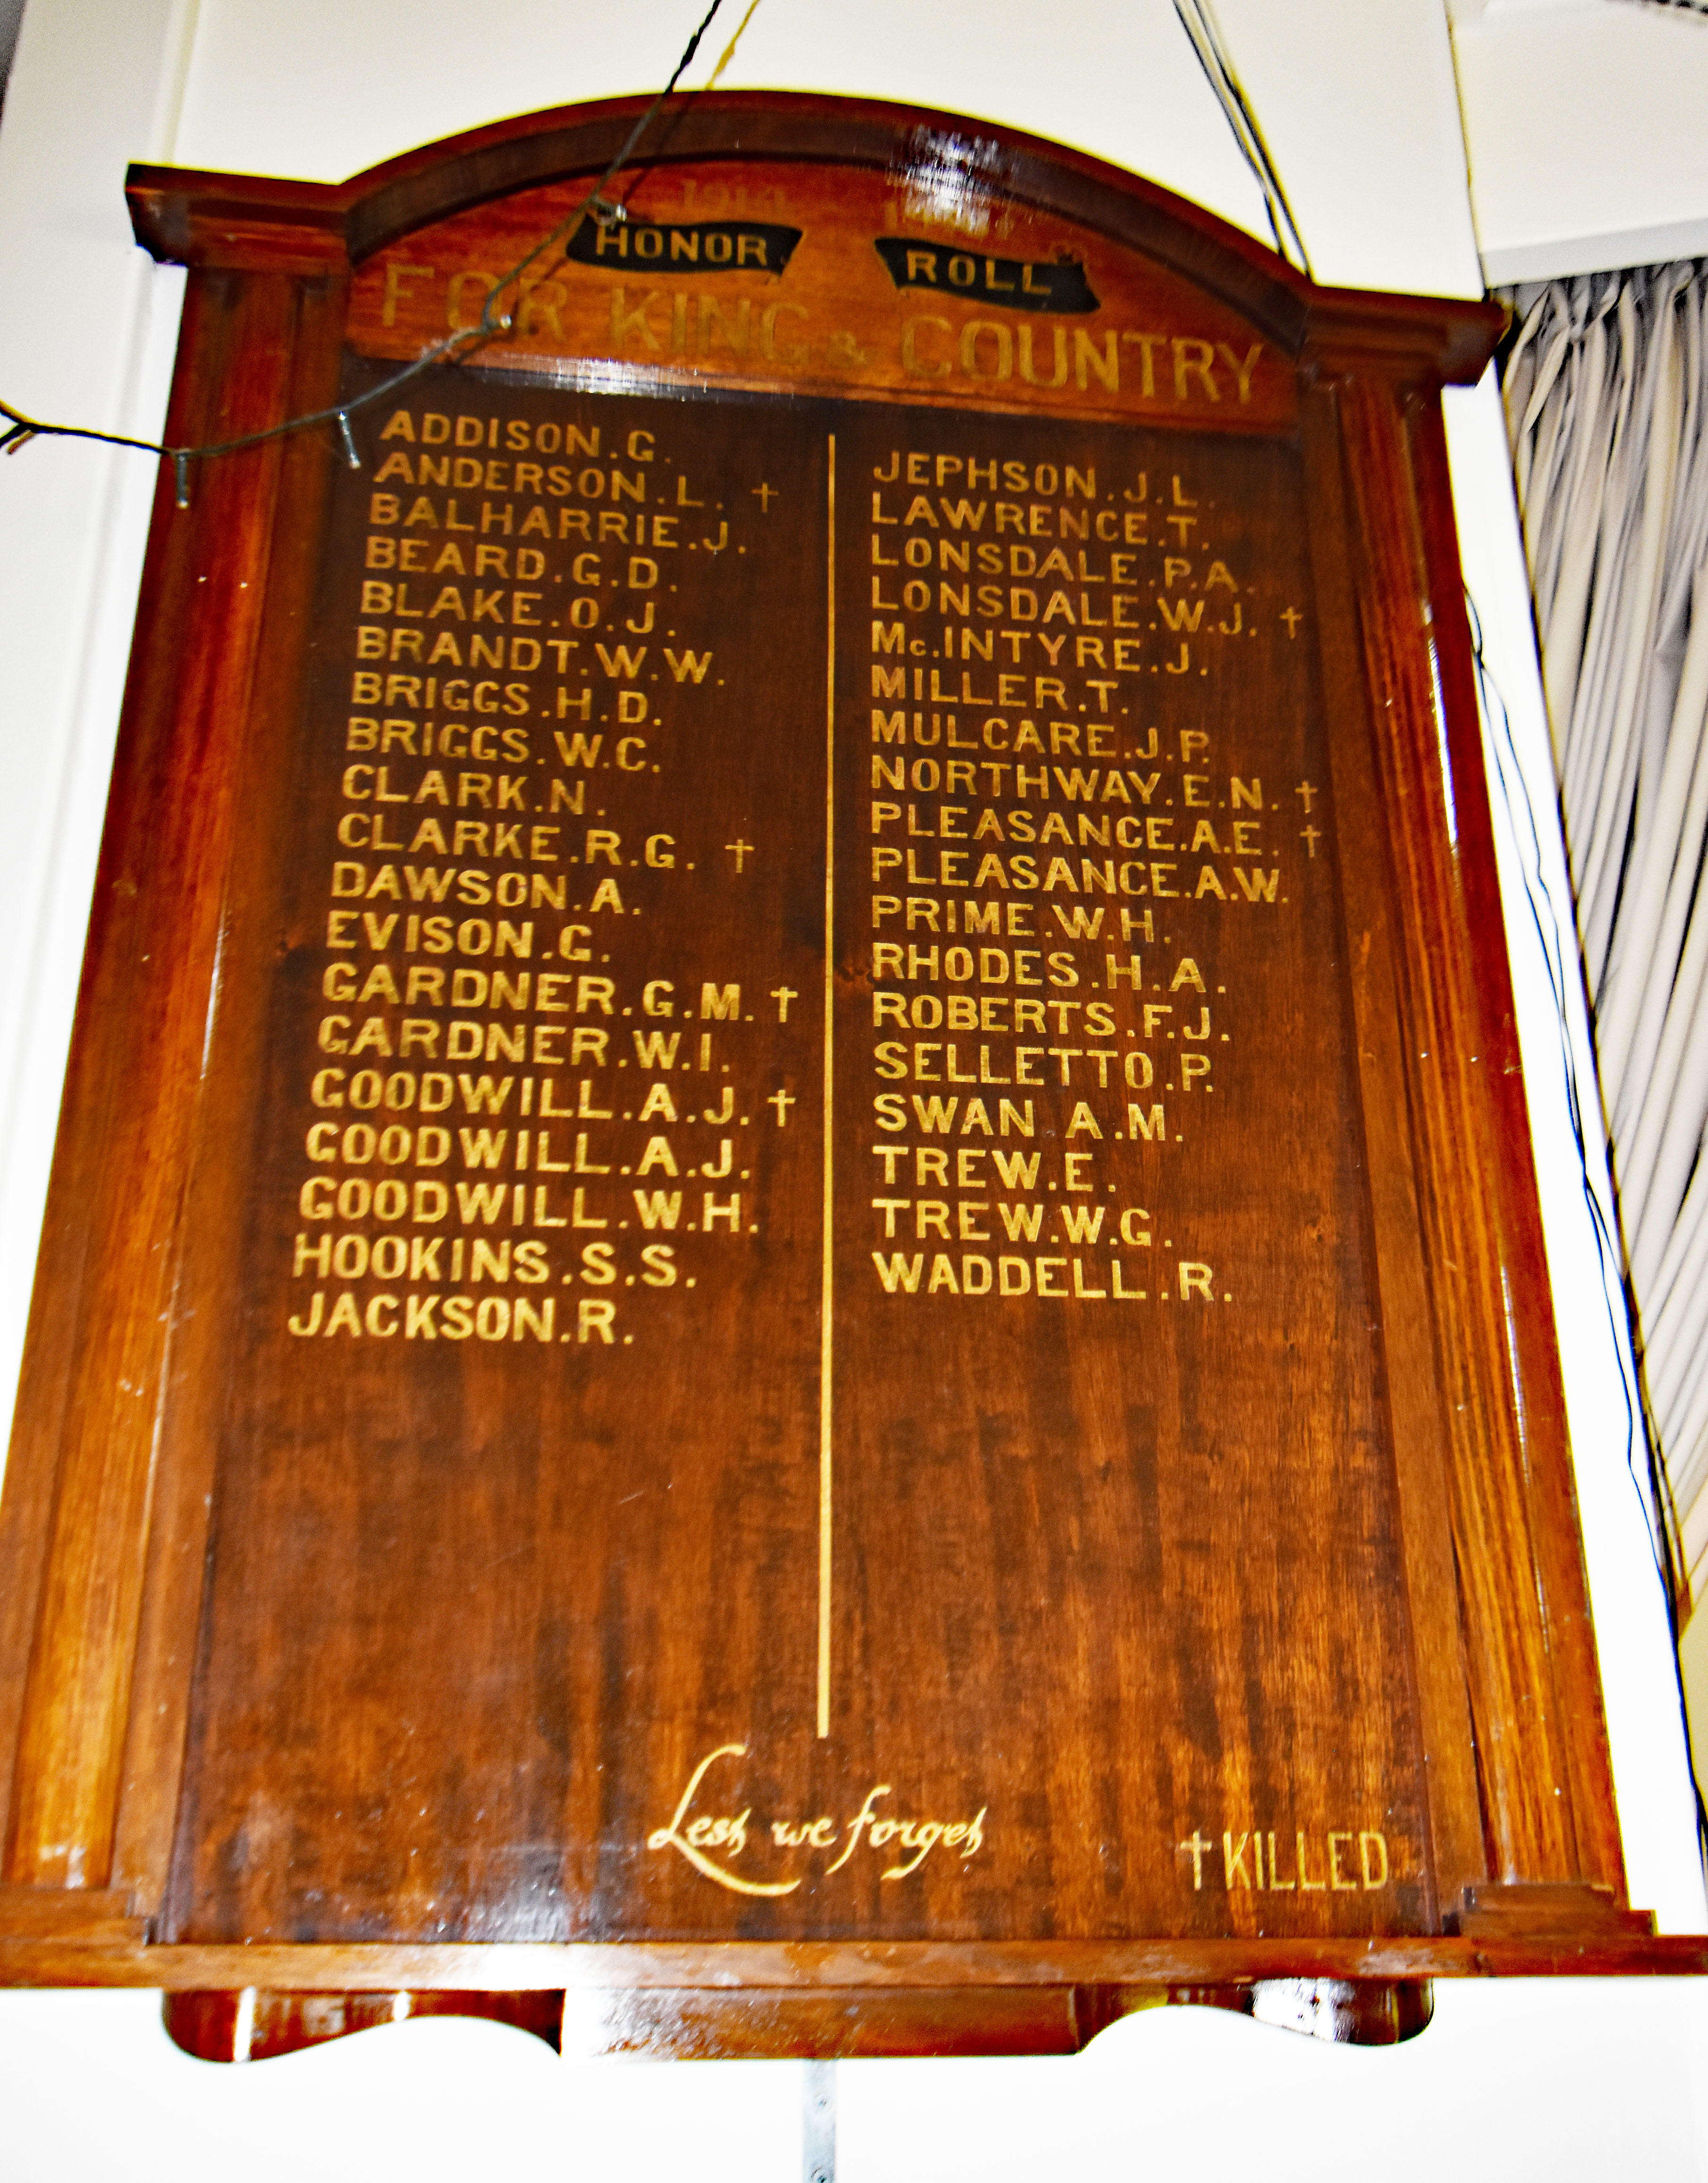 1914
HONOR ROLL
FOR KING & COUNTRY
ADDISON.G.
ANDERSON.L. †
BALHARRIE.J.
BEARD.G.D.
BLAKE.O.J.
BRANDT.W.W.
BRIGGS.H.D.
BRIGGS.W.C.
CLARK.N.
CLARKE.R.G. †
DAWSON.A.
EVISON.G.
GARDNER.G.M. †
GARDNER.W.I.
GOODWILL.A.J. †
GOODWILL.A.J.
GOODWILL.W.H.
HOOKINS.S.S.
JACKSON.R.
JEPHSON.J.L.
LAWRENCE.T.
LONSDALE.P.A.
LONSDALE.W.J. †
Mc.INTYRE.J.
MILLER.T.
MULCARE.J.P.
NORTHWAY.E.N. †
PLEASANCE.A.E. †
PLEASANCE.A.W.
PRIME.W.H.
RHODES.H.A.
ROBERTS.F.J.
SELLETTO.P.
SWAN A.M.
TREW.E.
TREW.W.G.
WADDELL.R.
Lest we forget
† KILLED